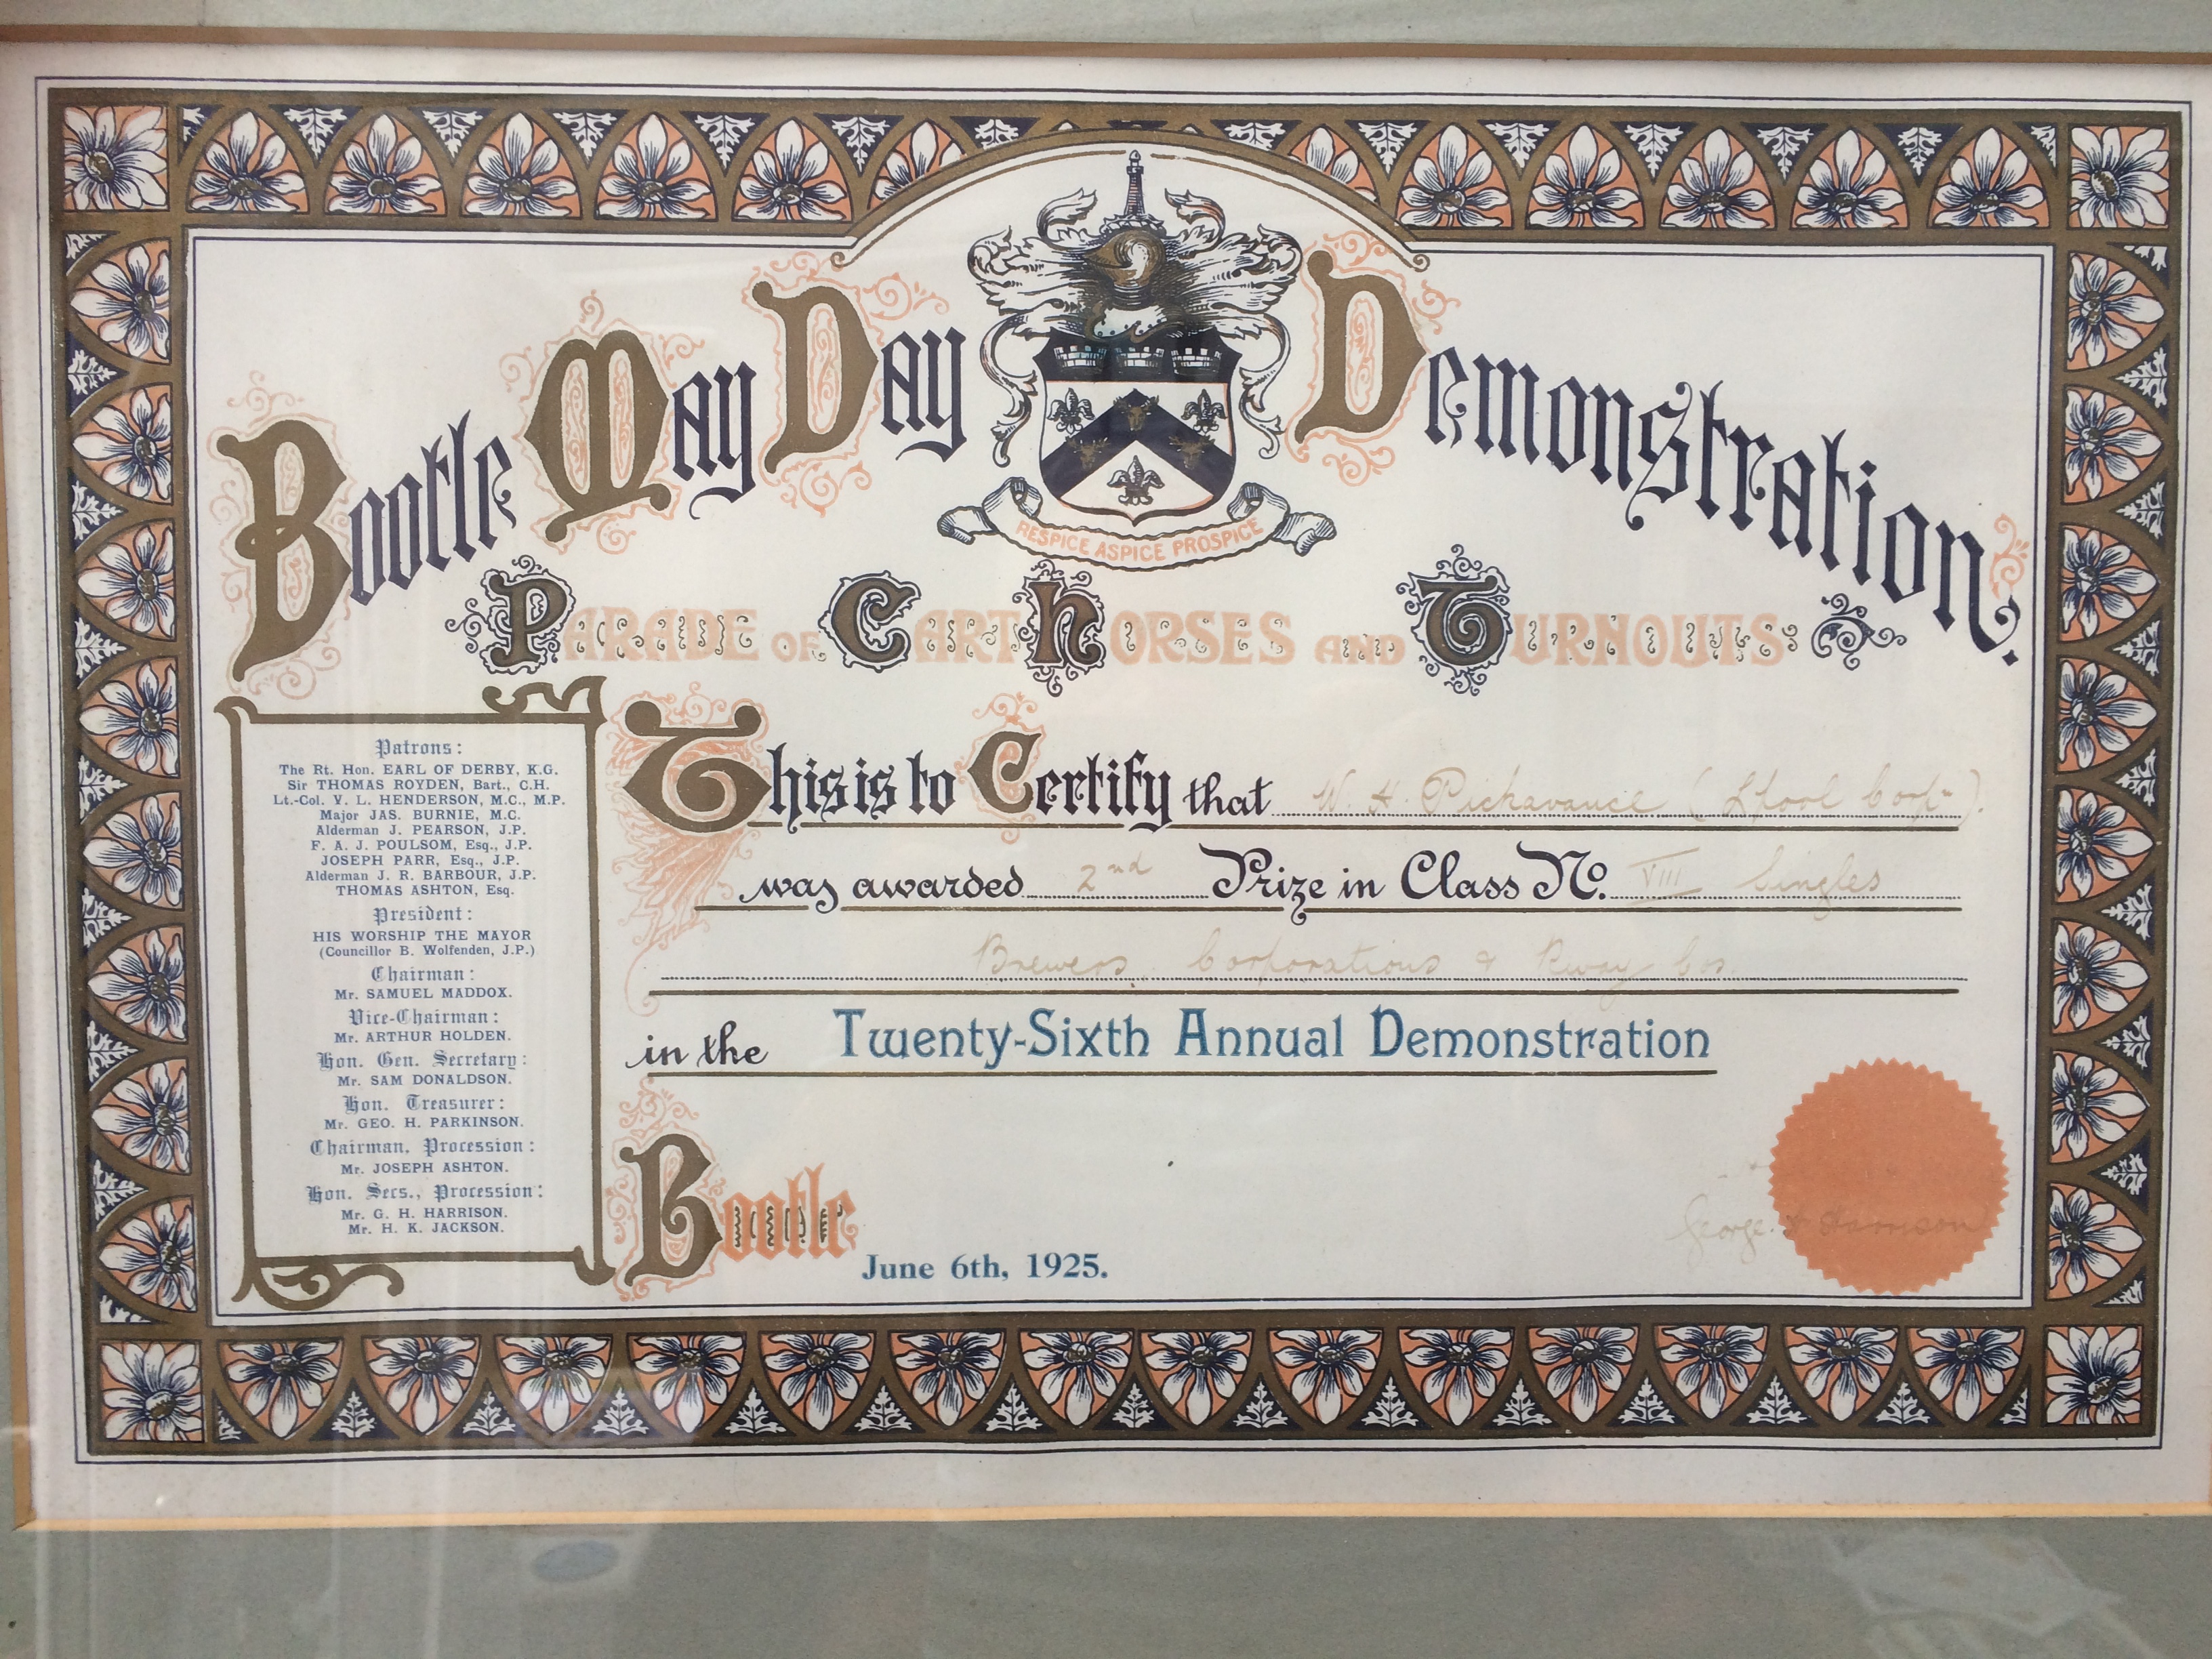 Bootle May Day Demonstration.
RESPICE ASPICE PROSPICE
PARADE OF CART HORSES AND TURNOUTS
Patrons:
The Rt. Hon. EARL OF DERBY, K.G.
Sir THOMAS ROYDEN, Bart., C.H.
Lt.-Col. V. L. HENDERSON, M.C., M.P.
Major JAS. BURNIE, M.C.
Alderman J. PEARSON, J.P.
F. A. J. POULSOM, Esq., J.P.
JOSEPH PARR, Esq., J.P.
Alderman J. R. BARBOUR, J.P.
THOMAS ASHTON, Esq.
President:
HIS WORSHIP THE MAYOR
(Councillor B. Wolfenden, J.P.)
Chairman:
Mr. SAMUEL MADDOX.
Vice-Chairman:
Mr. ARTHUR HOLDEN.
Hon. Gen. Secretary:
Mr. SAM DONALDSON.
Hon. Treasurer:
Mr. GEO. H. PARKINSON.
Chairman, Procession:
Mr. JOSEPH ASHTON.
Hon. Secs., Procession:
Mr. G. H. HARRISON.
Mr. H. K. JACKSON.
This is to Certify that W. H. Pickavance (Lpool Corpn).
was awarded 2nd Prize in Class No. VIII Singles
Brewers Corporations & Rway Cos.
in the Twenty-Sixth Annual Demonstration
Bootle June 6th, 1925.
George H Harrison